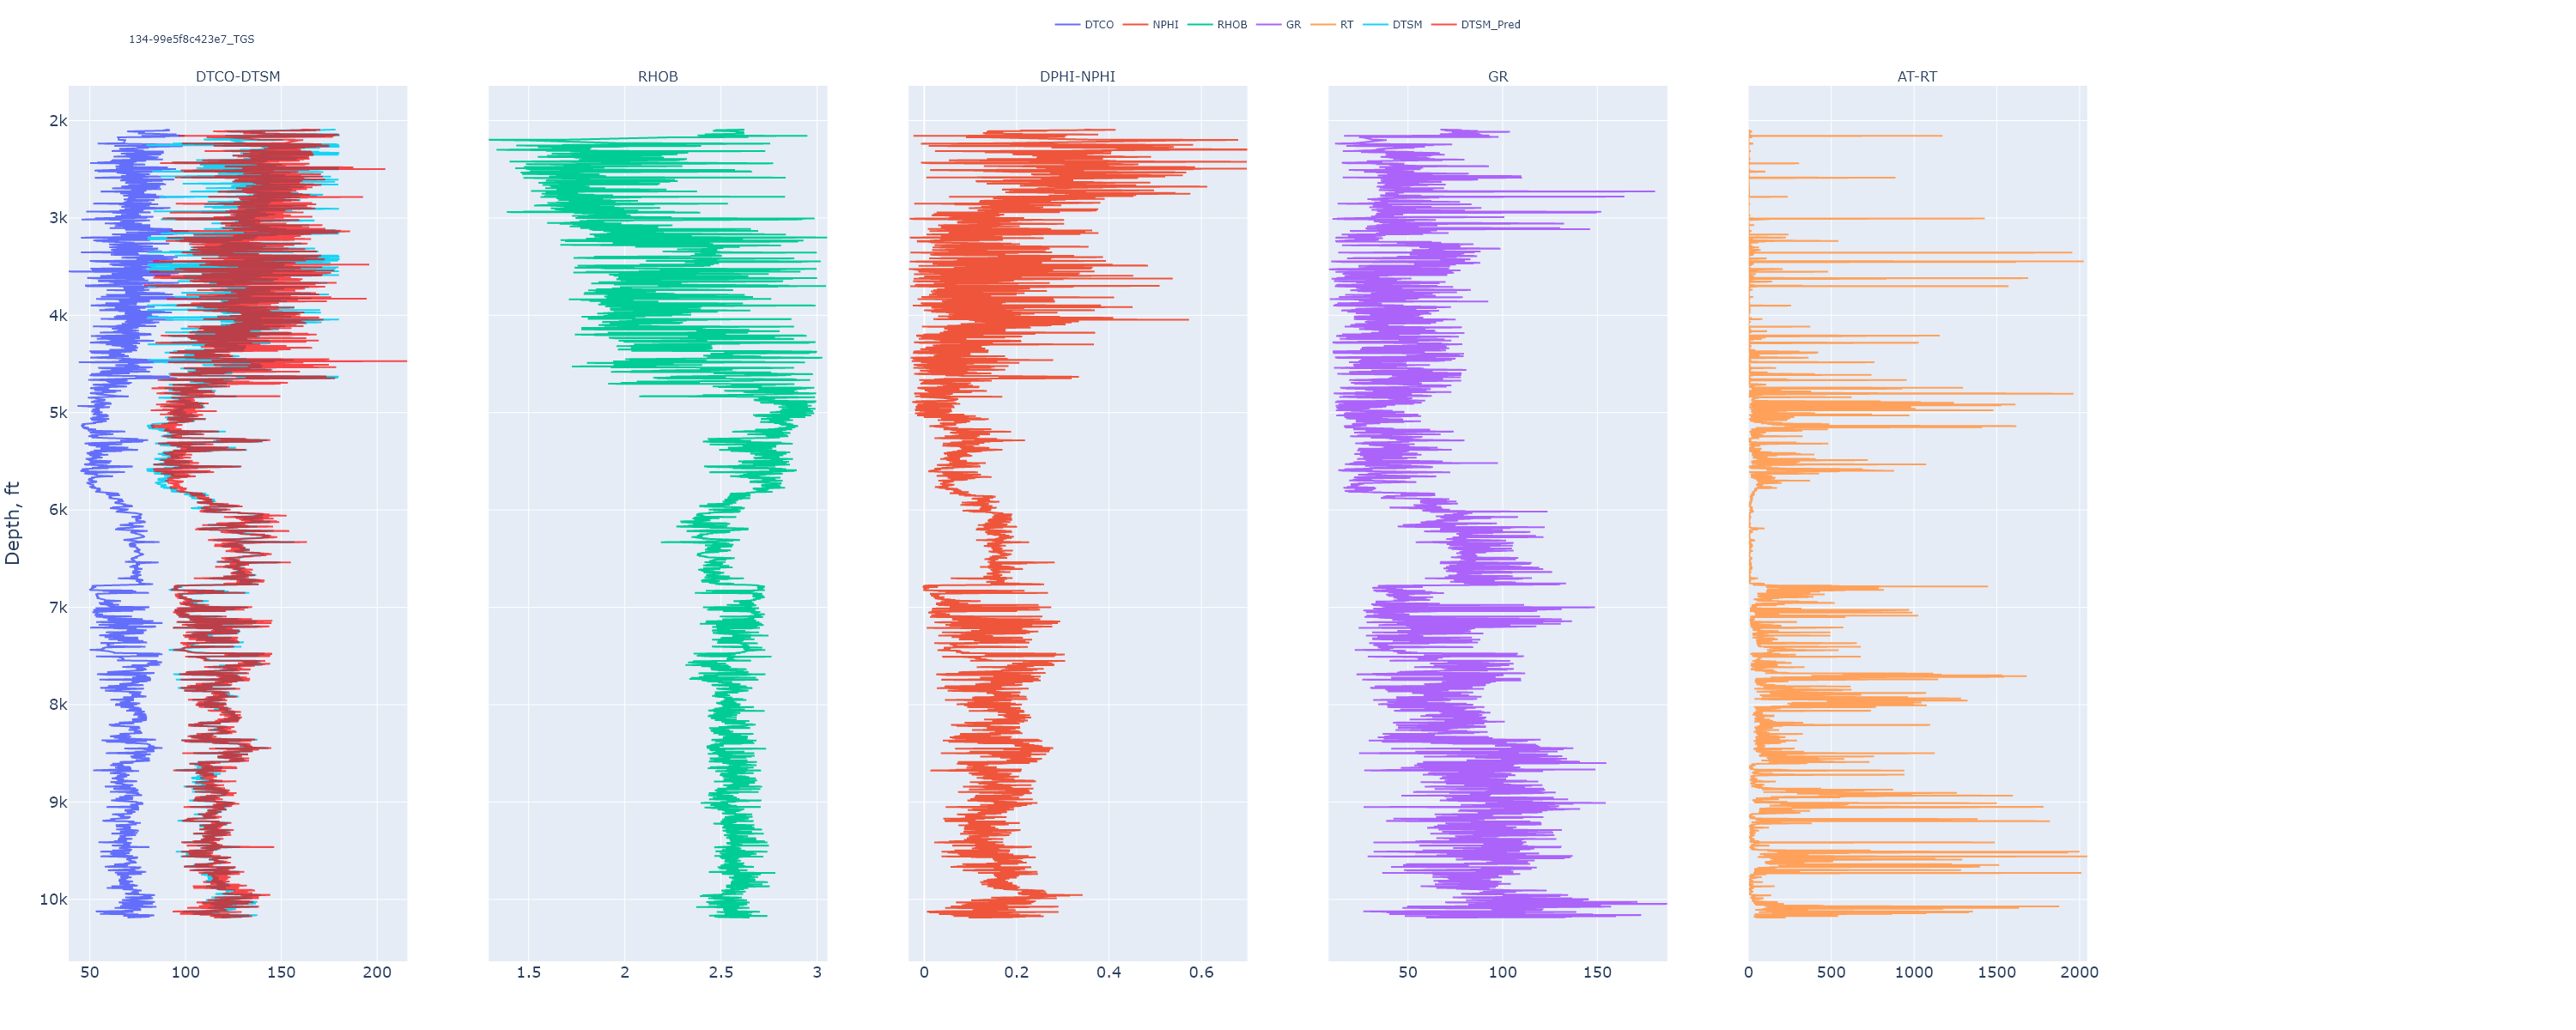 DTCO NPHI RHOB GR RT DTSM DTSM_Pred
134-99e5f8c423e7_TGS
DTCO-DTSM RHOB DPHI-NPHI GR AT-RT
2k
3k
4k
5k
6k
7k
8k
9k
10k
Depth, ft
50 100 150 200 1.5 2 2.5 3 0 0.2 0.4 0.6 50 100 150 0 500 1000 1500 2000